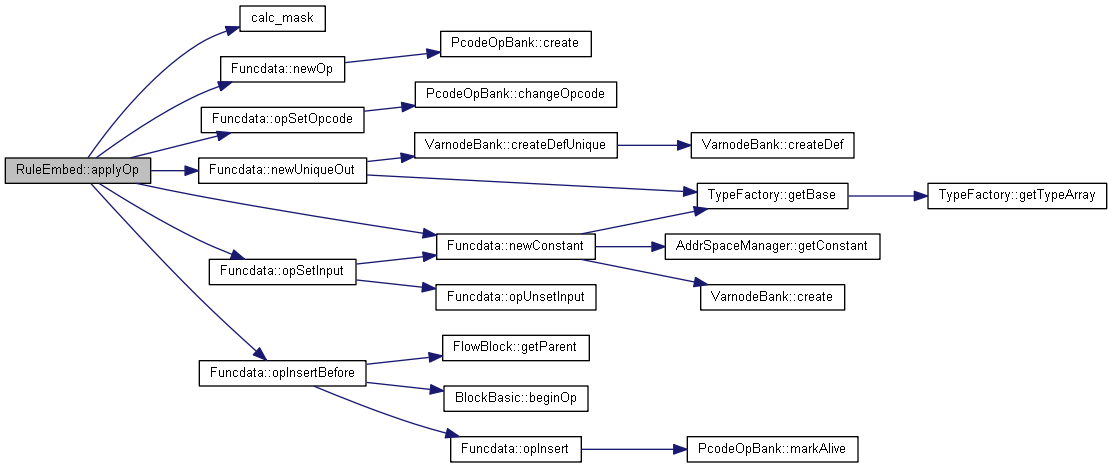 calc_mask
PcodeOpBank::create
Funcdata::newOp
PcodeOpBank::changeOpcode
Funcdata::opSetOpcode
VarnodeBank::createDefUnique
VarnodeBank::createDef
RuleEmbed::applyOp
Funcdata::newUniqueOut
TypeFactory::getBase
TypeFactory::getTypeArray
Funcdata::newConstant
AddrSpaceManager::getConstant
Funcdata::opSetInput
Funcdata::opUnsetInput
VarnodeBank::create
FlowBlock::getParent
Funcdata::opInsertBefore
BlockBasic::beginOp
Funcdata::opInsert
PcodeOpBank::markAlive